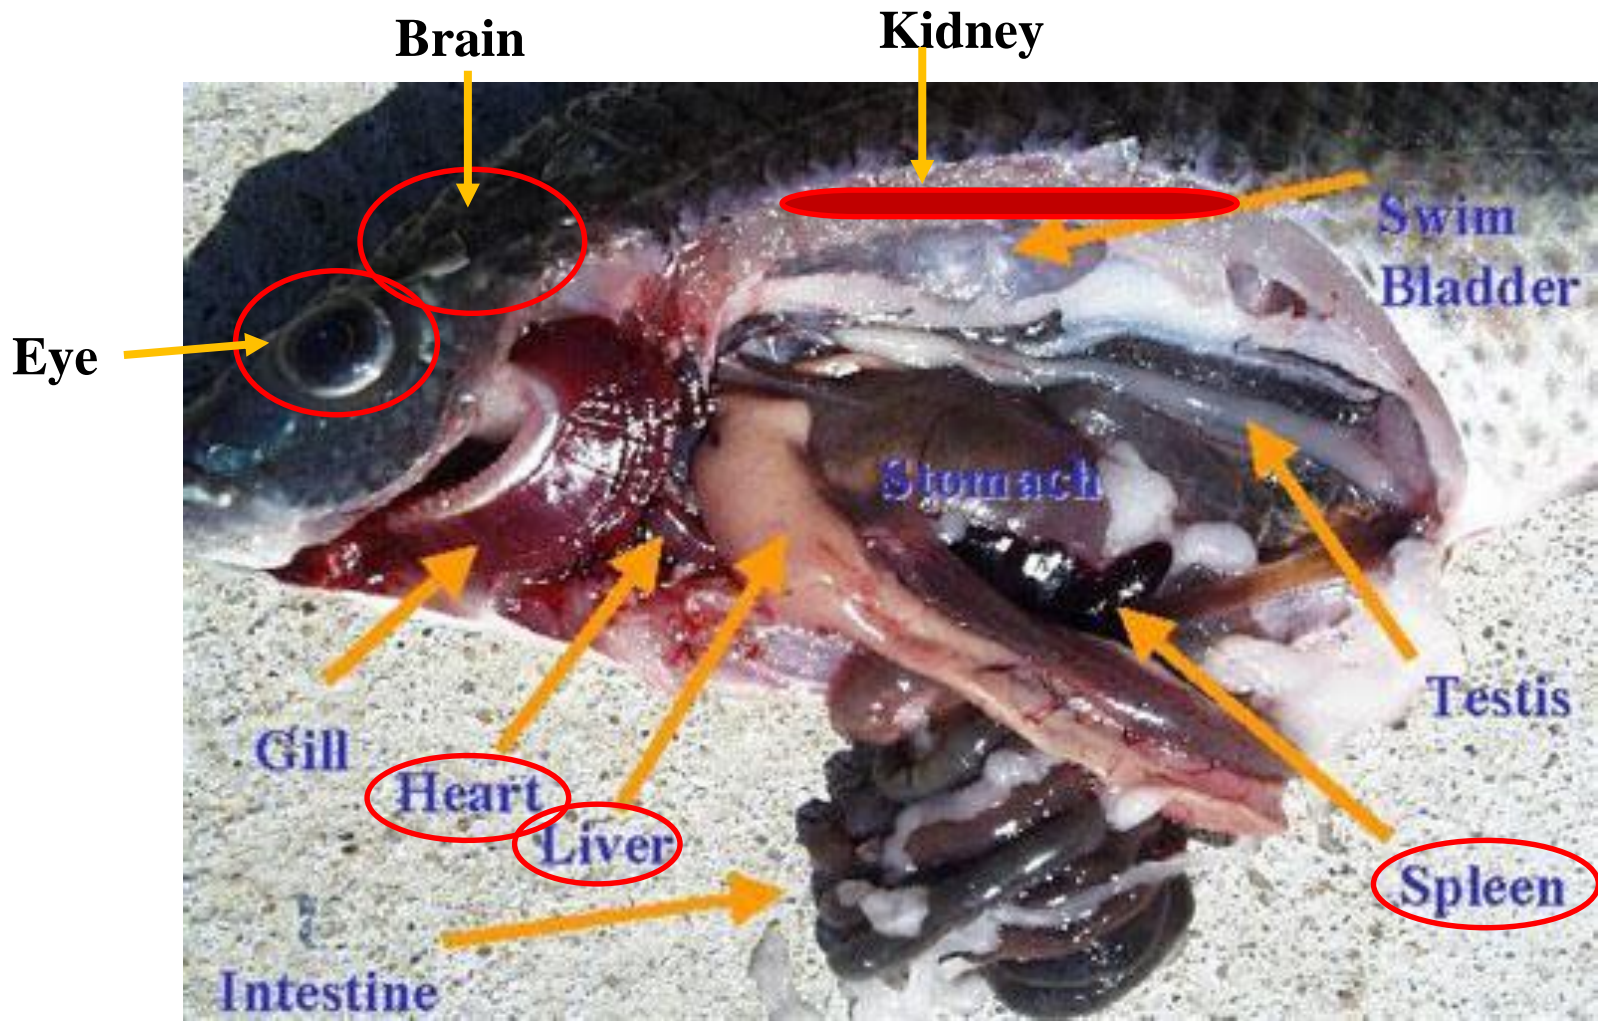 Brain
Kidney
Swim
Bladder
Eye
Stomach
Testis
Gill
Heart
Liver
Spleen
Intestine